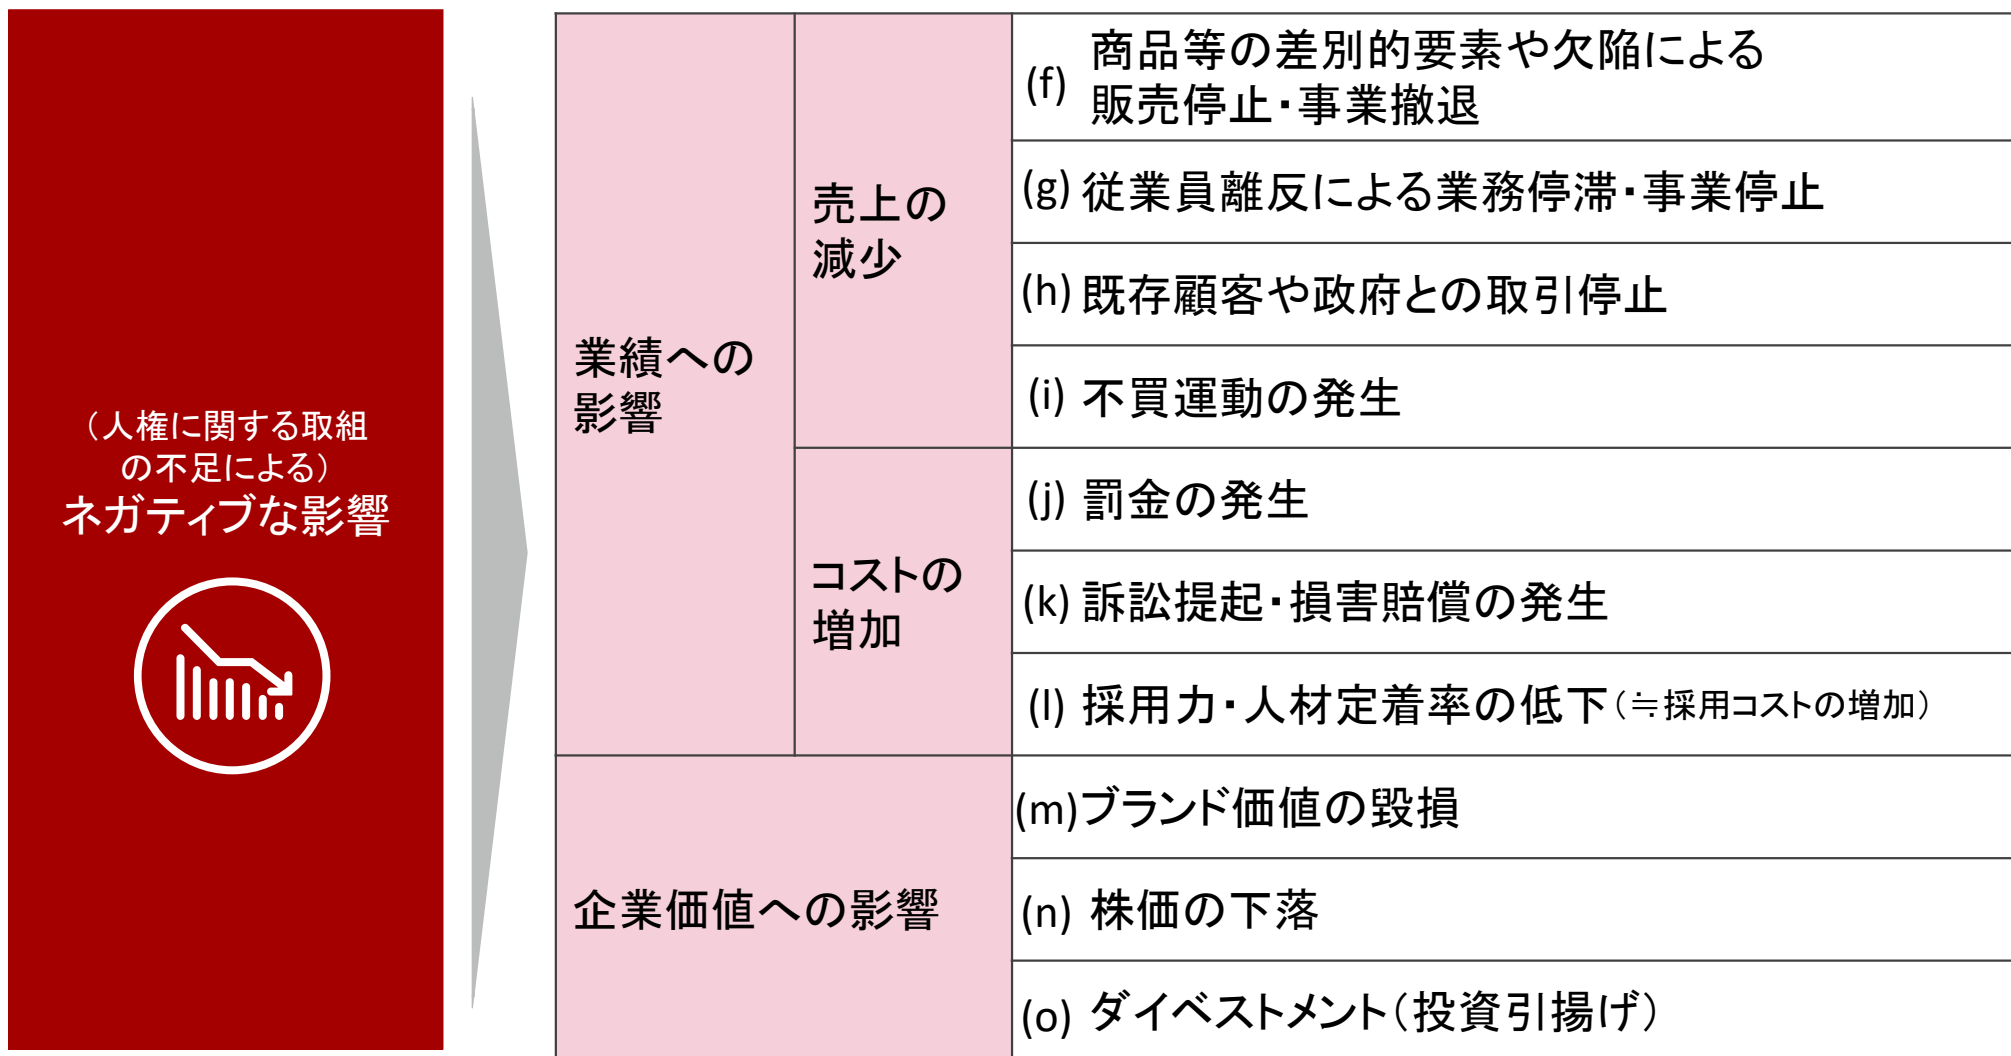 （人権に関する取組
の不足による）
ネガティブな影響
業績への
影響
売上の
減少
(f) 商品等の差別的要素や欠陥による
販売停止・事業撤退
(g) 従業員離反による業務停滞・事業停止
(h) 既存顧客や政府との取引停止
(i) 不買運動の発生
コストの
増加
(j) 罰金の発生
(k) 訴訟提起・損害賠償の発生
(l) 採用力・人材定着率の低下（≒採用コストの増加）
企業価値への影響
(m)ブランド価値の毀損
(n) 株価の下落
(o) ダイベストメント（投資引揚げ）